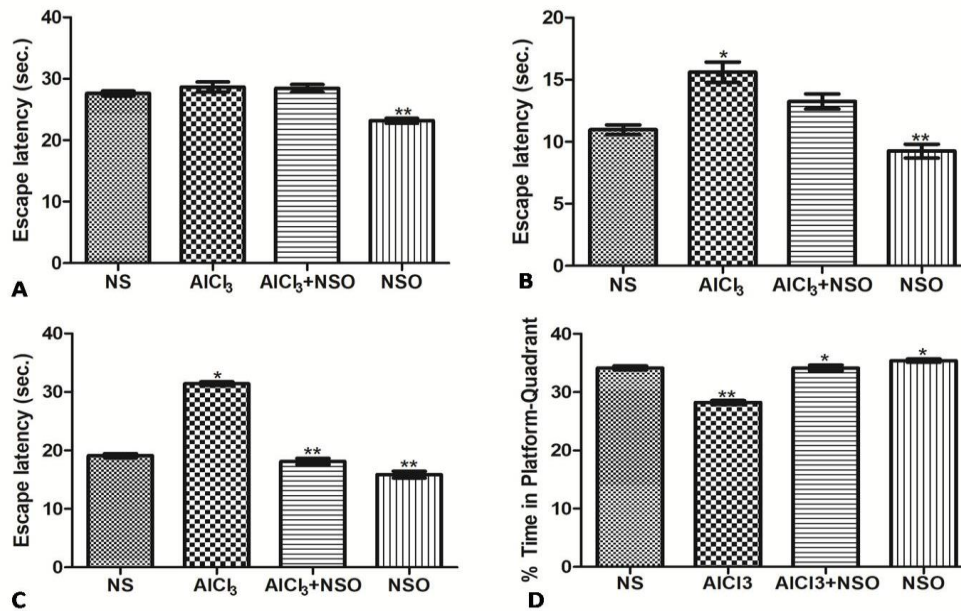 Escape latency (sec.)
40
30
20
10
0
**
NS AlCl₃ AlCl₃+NSO NSO
A
Escape latency (sec.)
20
15
10
5
0
*
**
NS AlCl₃ AlCl₃+NSO NSO
B
Escape latency (sec.)
40
30
20
10
0
*
**
**
NS AlCl₃ AlCl₃+NSO NSO
C
% Time in Platform-Quadrant
40
30
20
10
0
**
*
*
NS AlCl3 AlCl3+NSO NSO
D